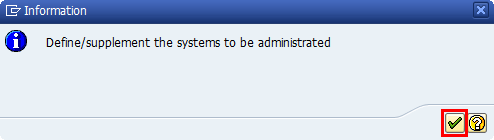 Information
Define/supplement the systems to be administrated